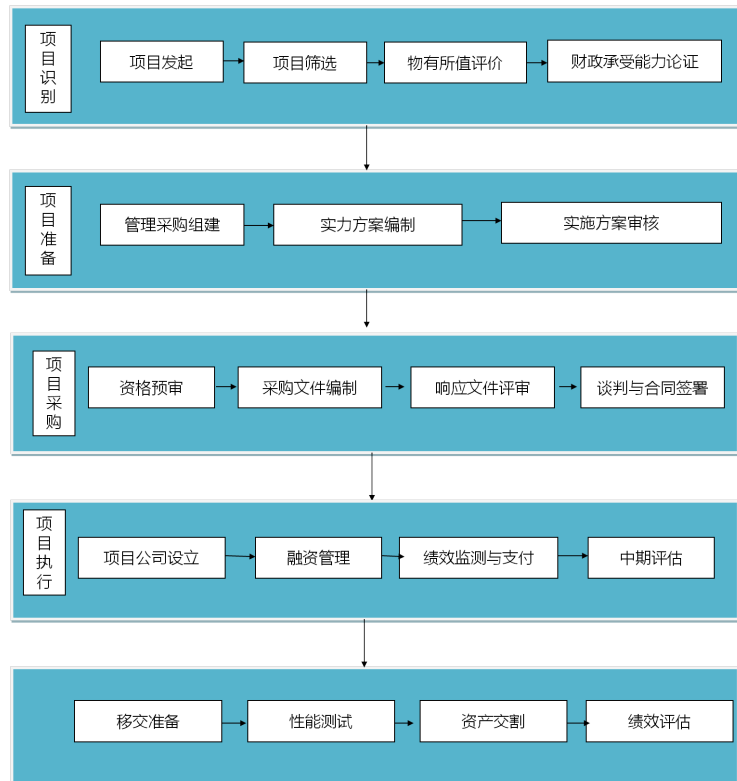 项目识别
项目发起
项目筛选
物有所值评价
财政承受能力论证
项目准备
管理采购组建
实力方案编制
实施方案审核
项目采购
资格预审
采购文件编制
响应文件评审
谈判与合同签署
项目执行
项目公司设立
融资管理
绩效监测与支付
中期评估
移交准备
性能测试
资产交割
绩效评估